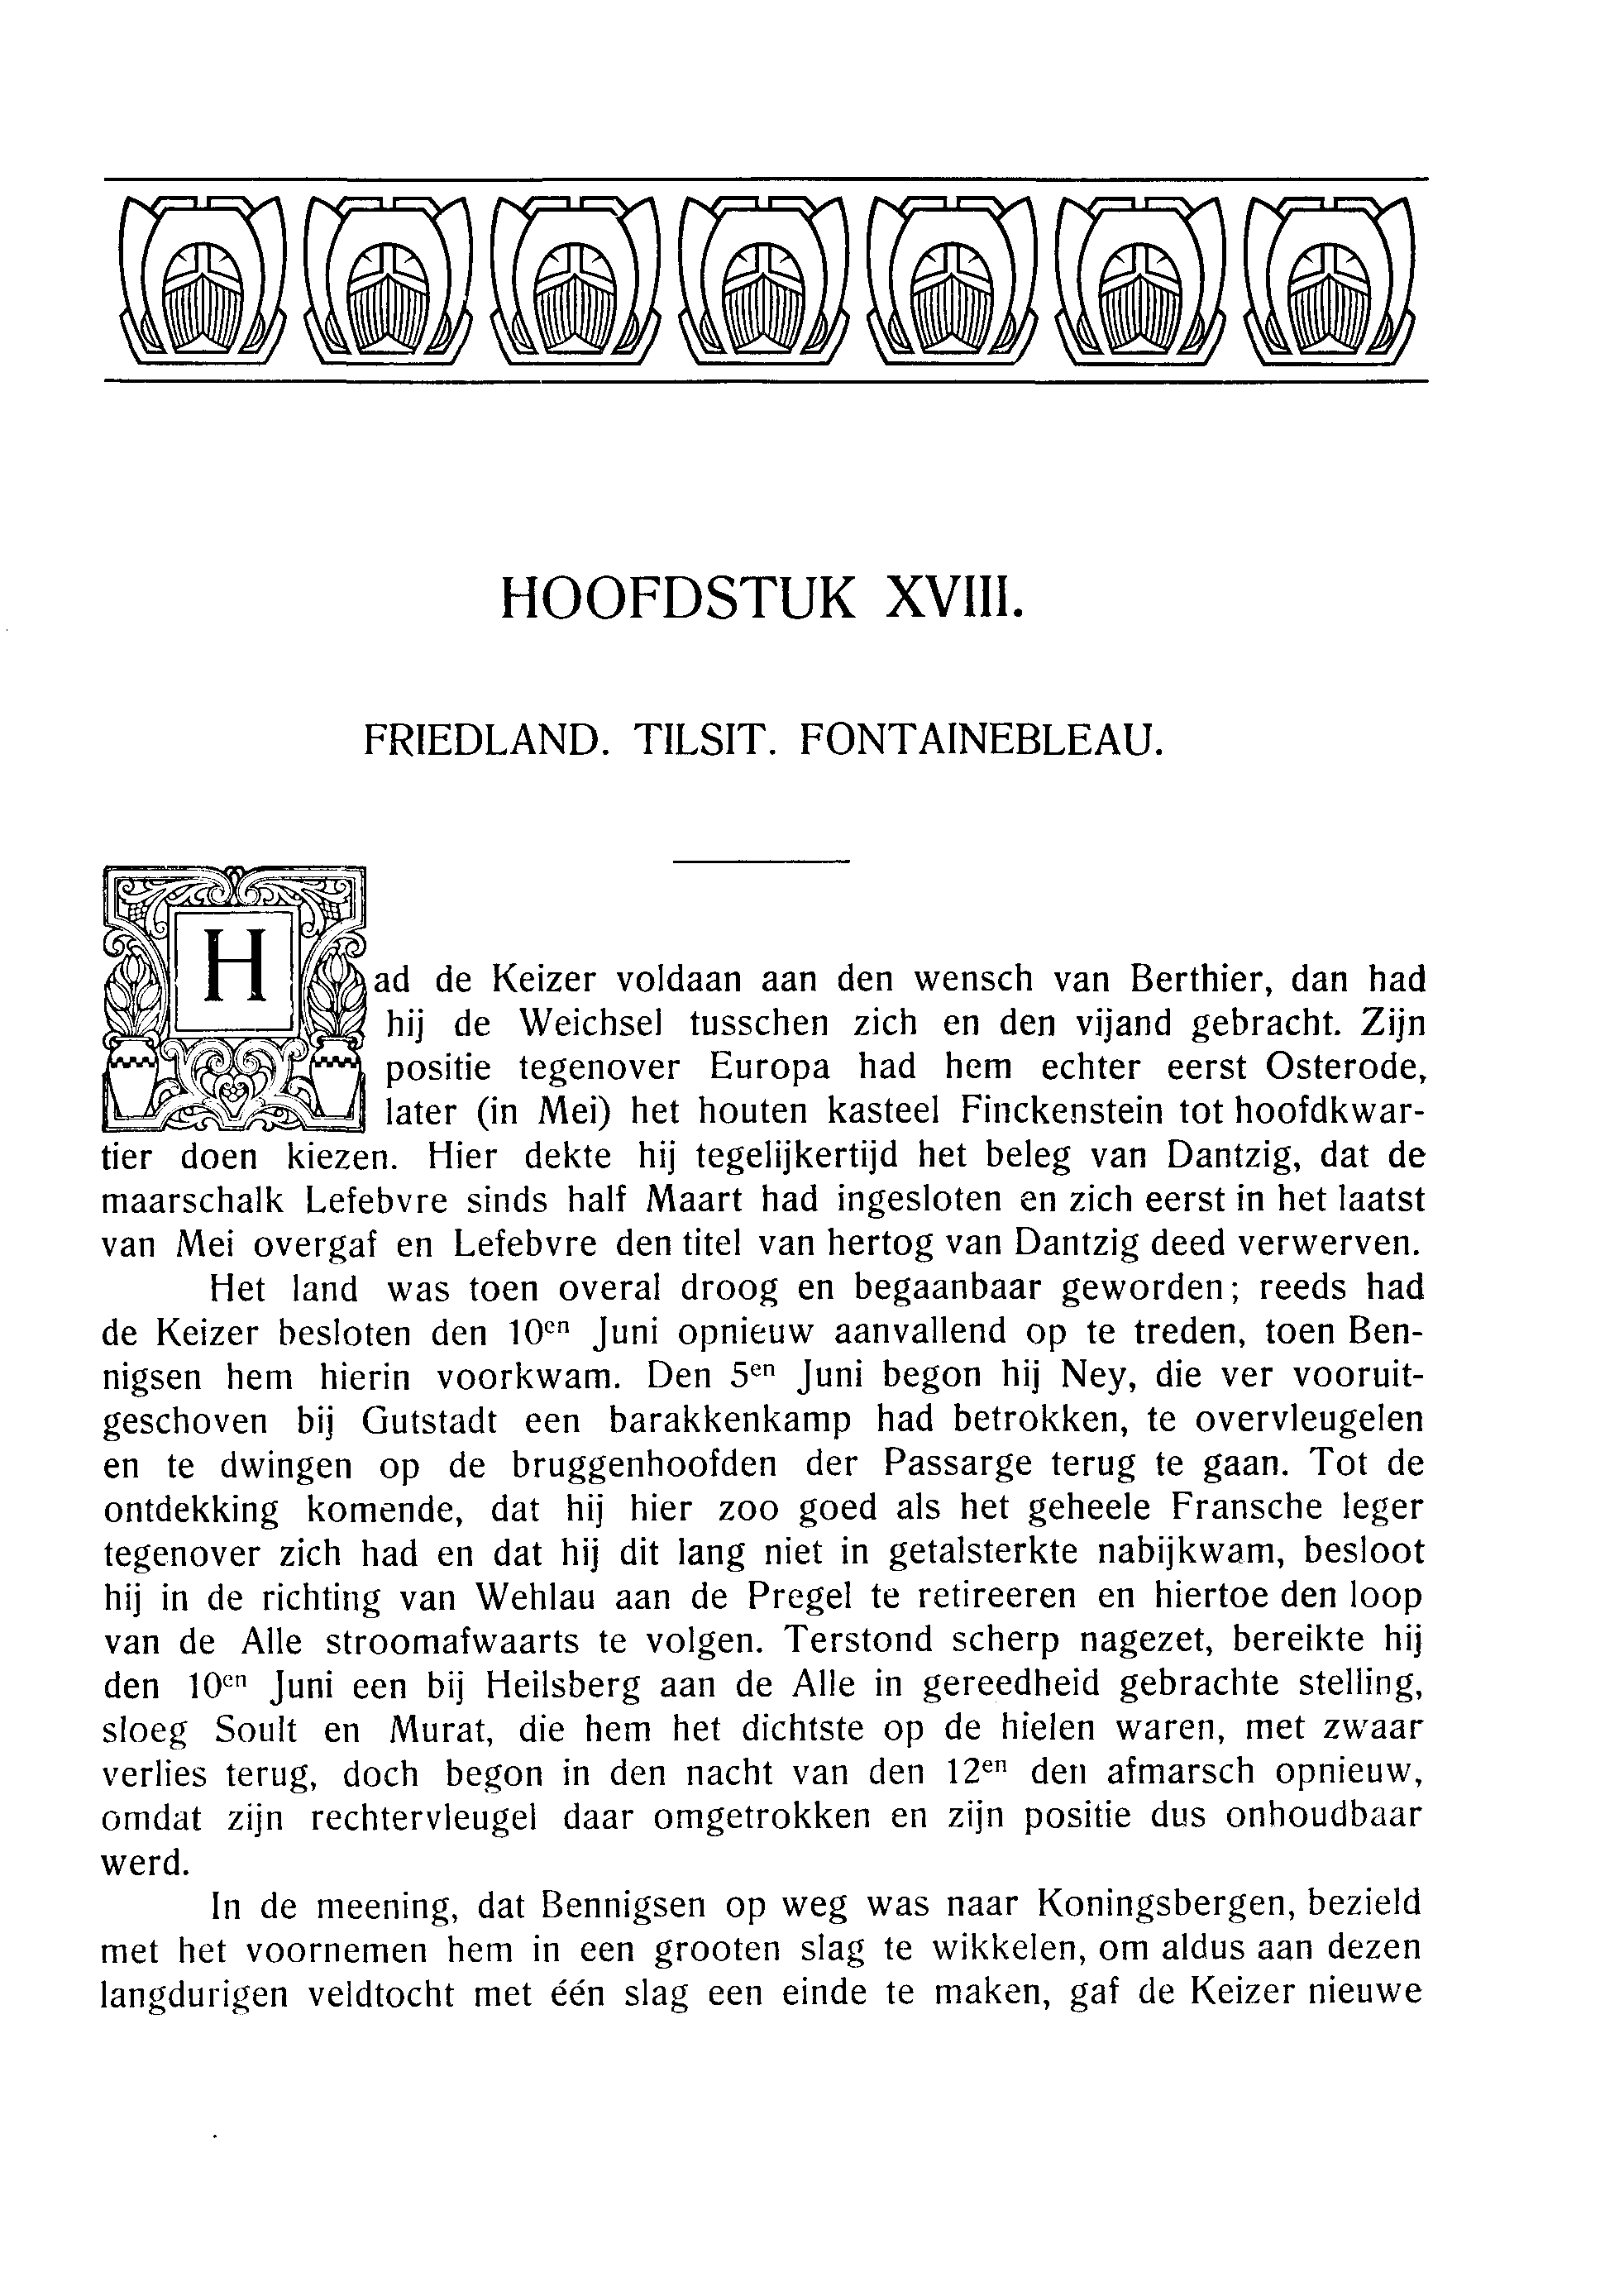 HOOFDSTUK XVIII.
FRIEDLAND. TILSIT. FONTAINEBLEAU.
Had de Keizer voldaan aan den wensch van Berthier, dan had
hij de Weichsel tusschen zich en den vijand gebracht. Zijn
positie tegenover Europa had hem echter eerst Osterode,
later (in Mei) het houten kasteel Finckenstein tot hoofdkwar-
tier doen kiezen. Hier dekte hij tegelijkertijd het beleg van Dantzig, dat de
maarschalk Lefebvre sinds half Maart had ingesloten en zich eerst in het laatst
van Mei overgaf en Lefebvre den titel van hertog van Dantzig deed verwerven.
Het land was toen overal droog en begaanbaar geworden; reeds had
de Keizer besloten den 10en Juni opnieuw aanvallend op te treden, toen Ben-
nigsen hem hierin voorkwam. Den 5en Juni begon hij Ney, die ver vooruit-
geschoven bij Gutstadt een barakkenkamp had betrokken, te overvleugelen
en te dwingen op de bruggenhoofden der Passarge terug te gaan. Tot de
ontdekking komende, dat hij hier zoo goed als het geheele Fransche leger
tegenover zich had en dat hij dit lang niet in getalsterkte nabijkwam, besloot
hij in de richting van Wehlau aan de Pregel te retireeren en hiertoe den loop
van de Alle stroomafwaarts te volgen. Terstond scherp nagezet, bereikte hij
den 10en Juni een bij Heilsberg aan de Alle in gereedheid gebrachte stelling,
sloeg Soult en Murat, die hem het dichtste op de hielen waren, met zwaar
verlies terug, doch begon in den nacht van den 12en den afmarsch opnieuw,
omdat zijn rechtervleugel daar omgetrokken en zijn positie dus onhoudbaar
werd.
In de meening, dat Bennigsen op weg was naar Koningsbergen, bezield
met het voornemen hem in een grooten slag te wikkelen, om aldus aan dezen
langdurigen veldtocht met één slag een einde te maken, gaf de Keizer nieuwe